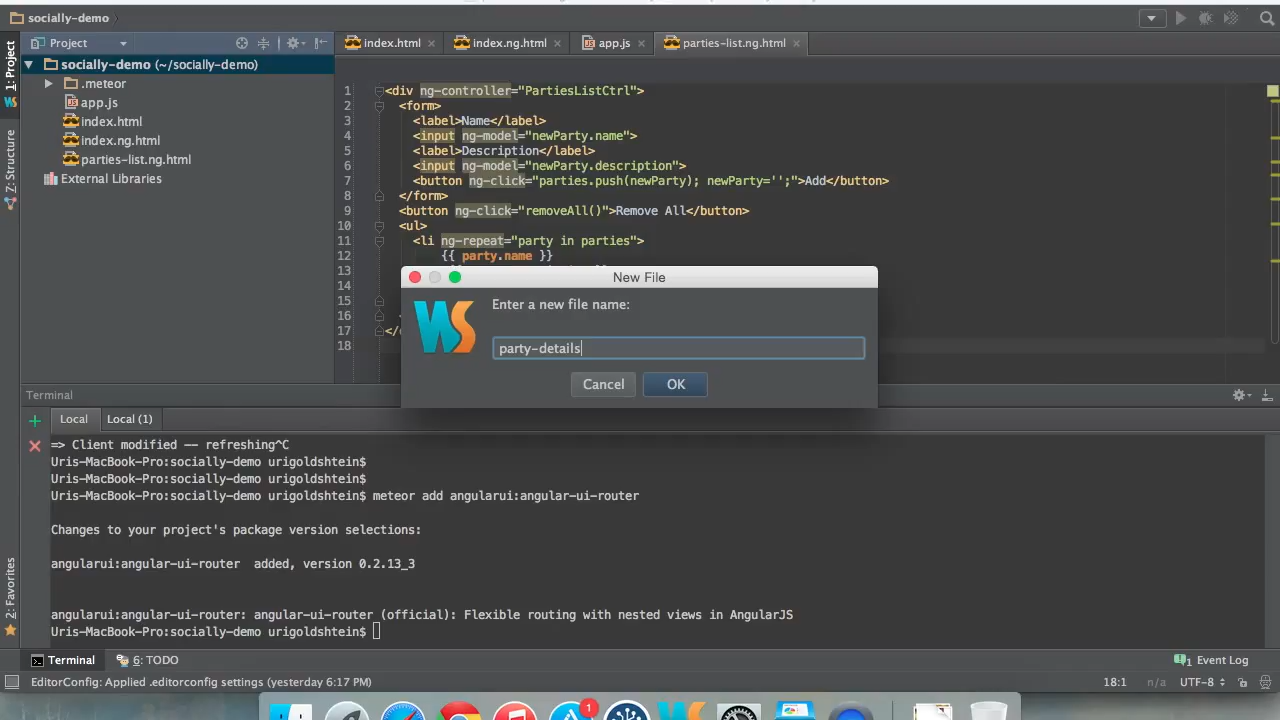 socially-demo
1: Project
Z: Structure
2: Favorites
Project
socially-demo (~/socially-demo)
.meteor
app.js
index.html
index.ng.html
parties-list.ng.html
External Libraries
index.html
index.ng.html
app.js
parties-list.ng.html
1 <div ng-controller="PartiesListCtrl">
2 <form>
3 <label>Name</label>
4 <input ng-model="newParty.name">
5 <label>Description</label>
6 <input ng-model="newParty.description">
7 <button ng-click="parties.push(newParty); newParty='';">Add</button>
8 </form>
9 <button ng-click="removeAll()">Remove All</button>
10 <ul>
11 <li ng-repeat="party in parties">
12 {{ party.name }}
13
14
15
16 <
17 </
18
New File
WS
Enter a new file name:
party-details
Cancel
OK
Terminal
Local
Local (1)
=> Client modified -- refreshing^C
Uris-MacBook-Pro:socially-demo urigoldshtein$
Uris-MacBook-Pro:socially-demo urigoldshtein$
Uris-MacBook-Pro:socially-demo urigoldshtein$ meteor add angularui:angular-ui-router
Changes to your project's package version selections:
angularui:angular-ui-router added, version 0.2.13_3
angularui:angular-ui-router: angular-ui-router (official): Flexible routing with nested views in AngularJS
Uris-MacBook-Pro:socially-demo urigoldshtein$
Terminal
6: TODO
1 Event Log
EditorConfig: Applied .editorconfig settings (yesterday 6:17 PM)
18:1
n/a
UTF-8
1